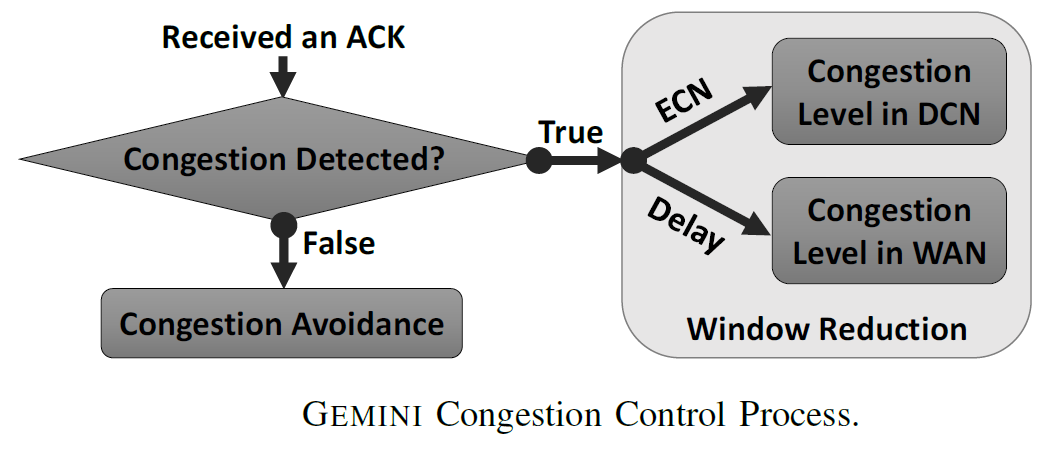 Received an ACK
Congestion Detected?
True
False
Congestion Avoidance
ECN
Delay
Congestion
Level in DCN
Congestion
Level in WAN
Window Reduction
GEMINI Congestion Control Process.